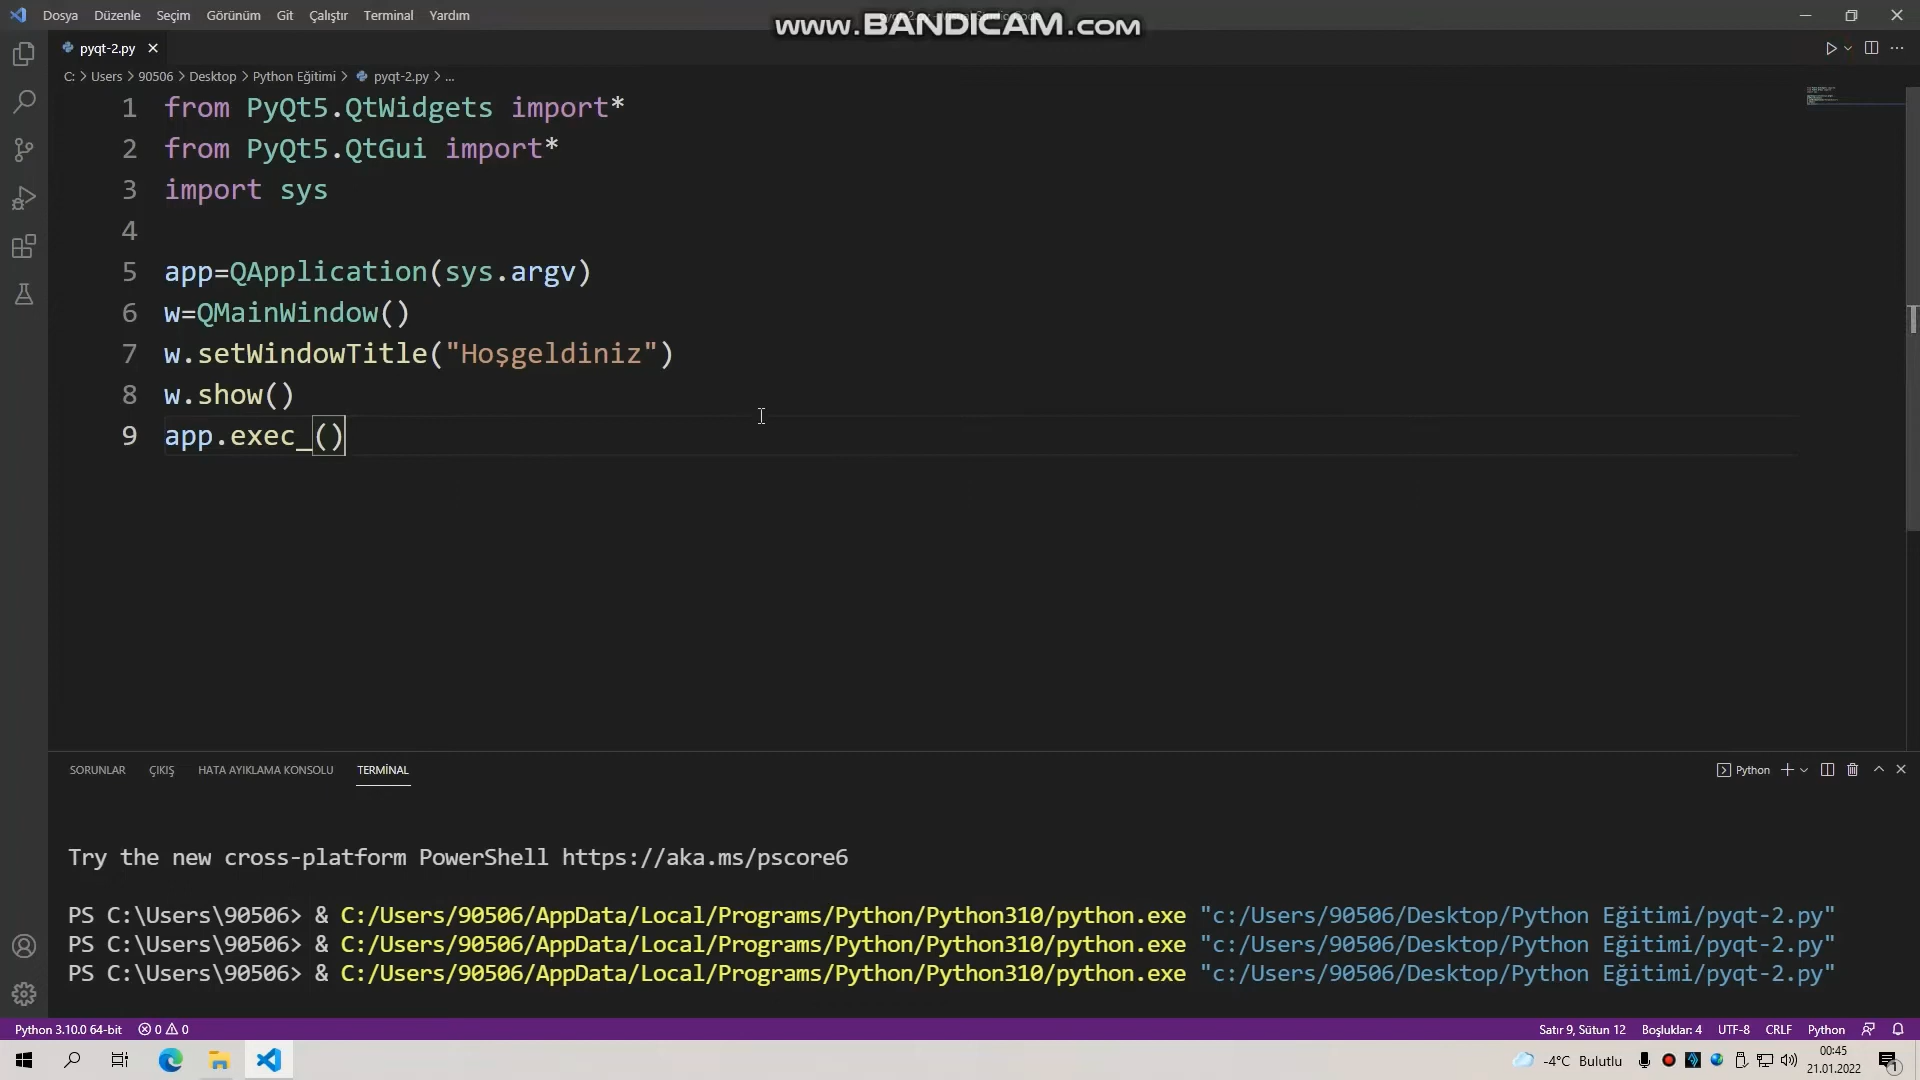 Dosya Düzenle Seçim Görünüm Git Çalıştır Terminal Yardım
www.BANDICAM.com
pyqt-2.py
C: > Users > 90506 > Desktop > Python Eğitimi > pyqt-2.py > ...
1 from PyQt5.QtWidgets import*
2 from PyQt5.QtGui import*
3 import sys
4
5 app=QApplication(sys.argv)
6 w=QMainWindow()
7 w.setWindowTitle("Hoşgeldiniz")
8 w.show()
9 app.exec_()
SORUNLAR ÇIKIŞ HATA AYIKLAMA KONSOLU TERMİNAL
Python
Try the new cross-platform PowerShell https://aka.ms/pscore6
PS C:\Users\90506> & C:/Users/90506/AppData/Local/Programs/Python/Python310/python.exe "c:/Users/90506/Desktop/Python Eğitimi/pyqt-2.py"
PS C:\Users\90506> & C:/Users/90506/AppData/Local/Programs/Python/Python310/python.exe "c:/Users/90506/Desktop/Python Eğitimi/pyqt-2.py"
PS C:\Users\90506> & C:/Users/90506/AppData/Local/Programs/Python/Python310/python.exe "c:/Users/90506/Desktop/Python Eğitimi/pyqt-2.py"
Python 3.10.0 64-bit 0 0 Satır 9, Sütun 12 Boşluklar: 4 UTF-8 CRLF Python
-4°C Bulutlu
00:45
21.01.2022
1